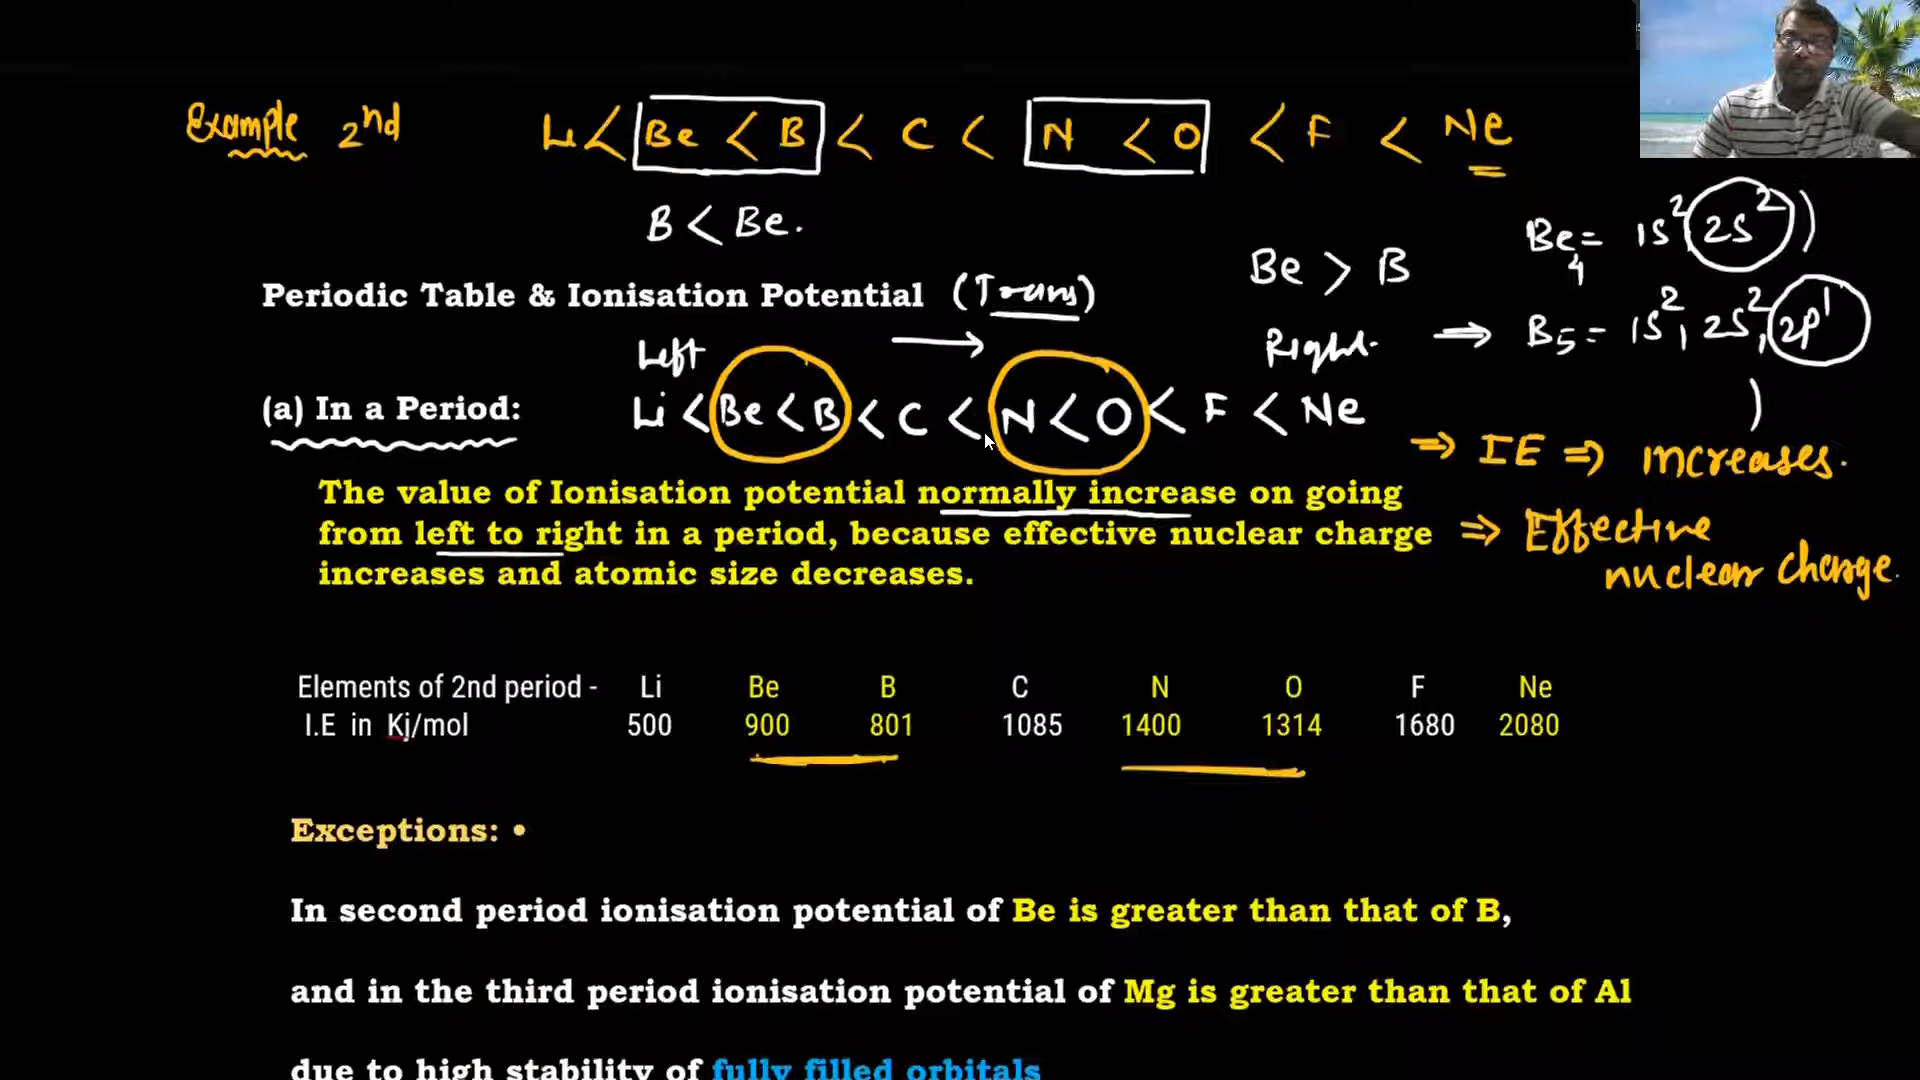 Example 2nd Li < Be < B < C < N < O < F < Ne
B < Be.
Be₄ = 1s² 2s² )
Be > B
Periodic Table & Ionisation Potential (Trans)
Left → Right. ⇒ B₅ = 1s², 2s², 2p¹
(a) In a Period: Li < Be < B < C < N < O < F < Ne )
⇒ IE ⇒ increases.
The value of Ionisation potential normally increase on going
from left to right in a period, because effective nuclear charge
increases and atomic size decreases.
⇒ Effective
nuclear charge.
Elements of 2nd period - Li Be B C N O F Ne
I.E in Kj/mol 500 900 801 1085 1400 1314 1680 2080
Exceptions: •
In second period ionisation potential of Be is greater than that of B,
and in the third period ionisation potential of Mg is greater than that of Al
due to high stability of fully filled orbitals